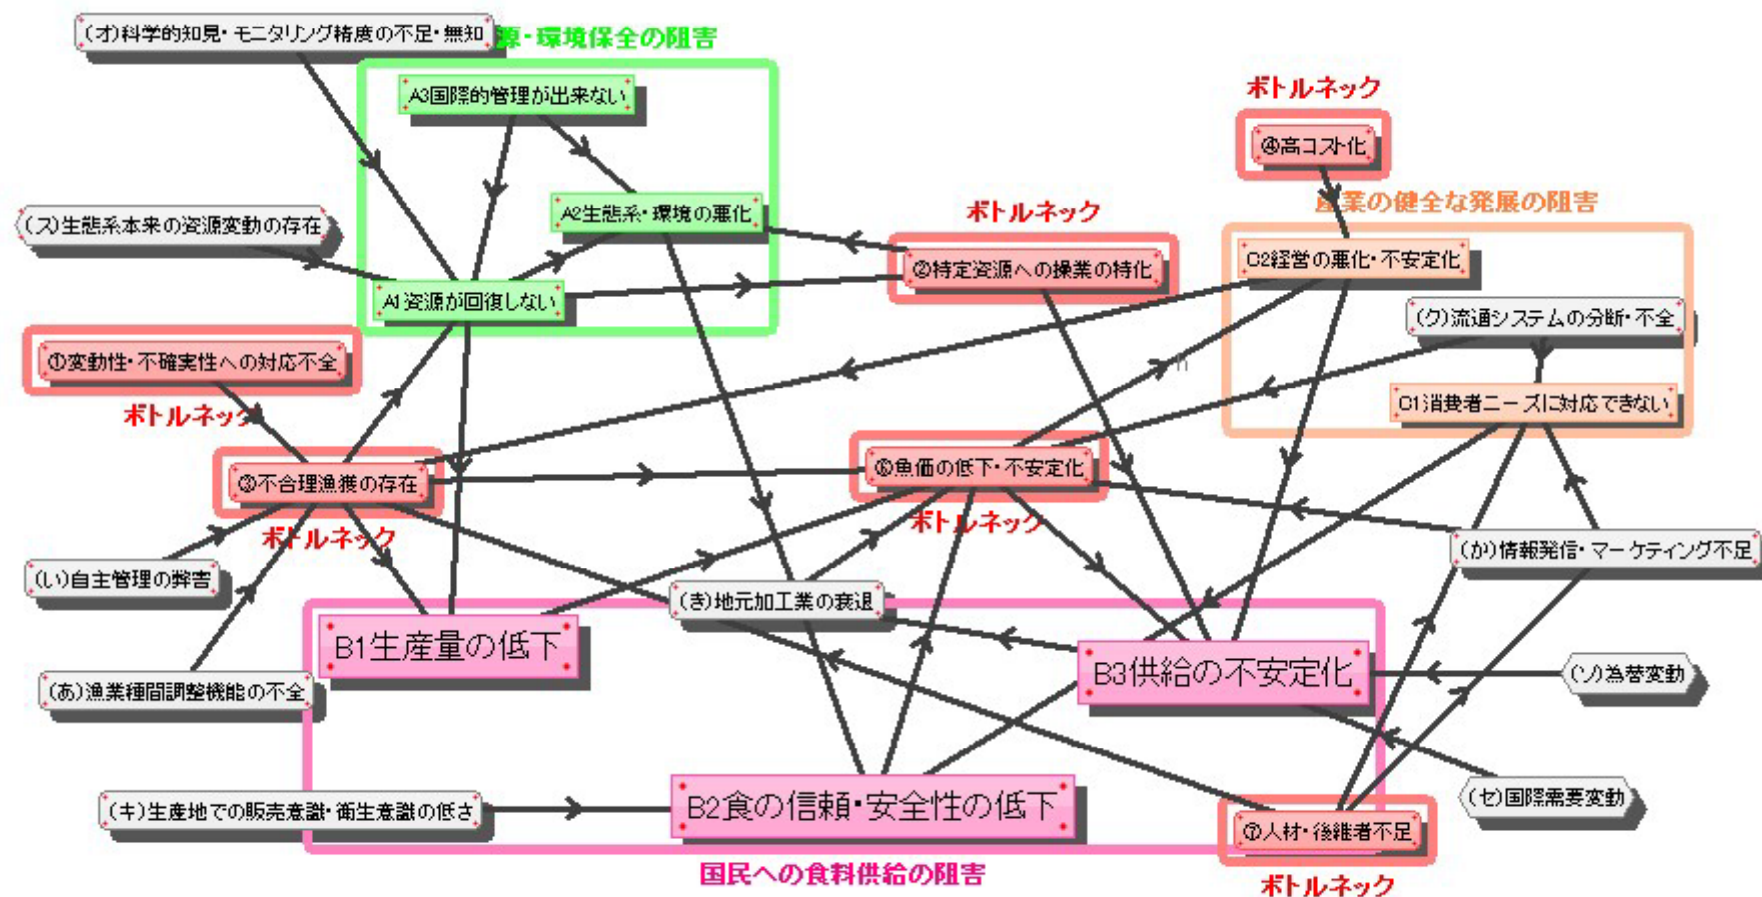 (オ)科学的知見・モニタリング精度の不足・無知
源・環境保全の阻害
A3国際的管理が出来ない
ボトルネック
④高コスト化
(ス)生態系本来の資源変動の存在
A2生態系・環境の悪化
ボトルネック
産業の健全な発展の阻害
②特定資源への操業の特化
C2経営の悪化・不安定化
A1資源が回復しない
(ク)流通システムの分断・不全
①変動性・不確実性への対応不全
ボトルネック
C1消費者ニーズに対応できない
③不合理漁獲の存在
ボトルネック
⑥魚価の低下・不安定化
ボトルネック
(か)情報発信・マーケティング不足
(い)自主管理の弊害
(き)地元加工業の衰退
B1生産量の低下
B3供給の不安定化
(ソ)為替変動
(あ)漁業種間調整機能の不全
(キ)生産地での販売意識・衛生意識の低さ
B2食の信頼・安全性の低下
(セ)国際需要変動
⑦人材・後継者不足
国民への食料供給の阻害
ボトルネック